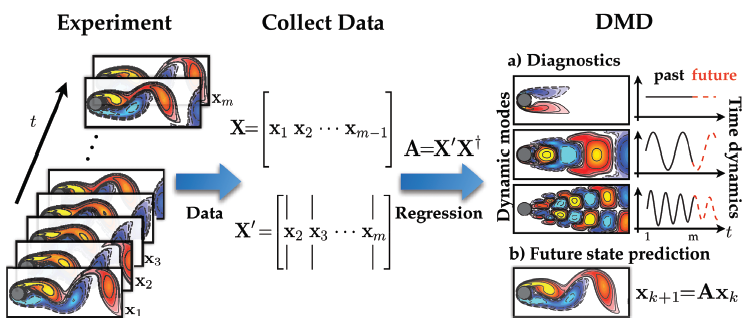 Experiment
t
x_m
x_3
x_2
x_1
Data
Collect Data
X=[x_1 x_2 ··· x_{m−1}]
X′=[x_2 x_3 ··· x_m]
A=X′X†
Regression
DMD
a) Diagnostics
Dynamic modes
past future
Time dynamics
1 m t
b) Future state prediction
x_{k+1}=Ax_k